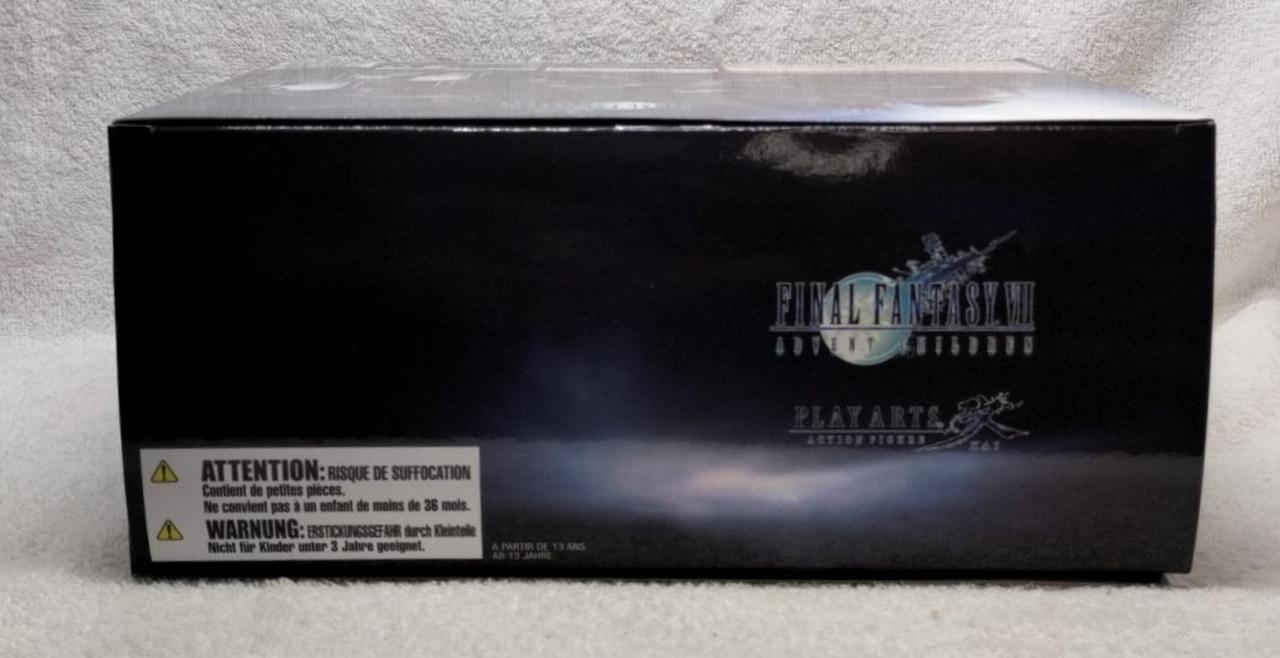 FINAL FANTASY VII
ADVENT CHILDREN
PLAY ARTS 改
ACTION FIGURE KAI
ATTENTION: RISQUE DE SUFFOCATION
Contient de petites pièces.
Ne convient pas à un enfant de moins de 36 mois.
WARNUNG: ERSTICKUNGSGEFAHR durch Kleinteile
Nicht für Kinder unter 3 Jahre geeignet.
A PARTIR DE 13 ANS
AB 13 JAHRE